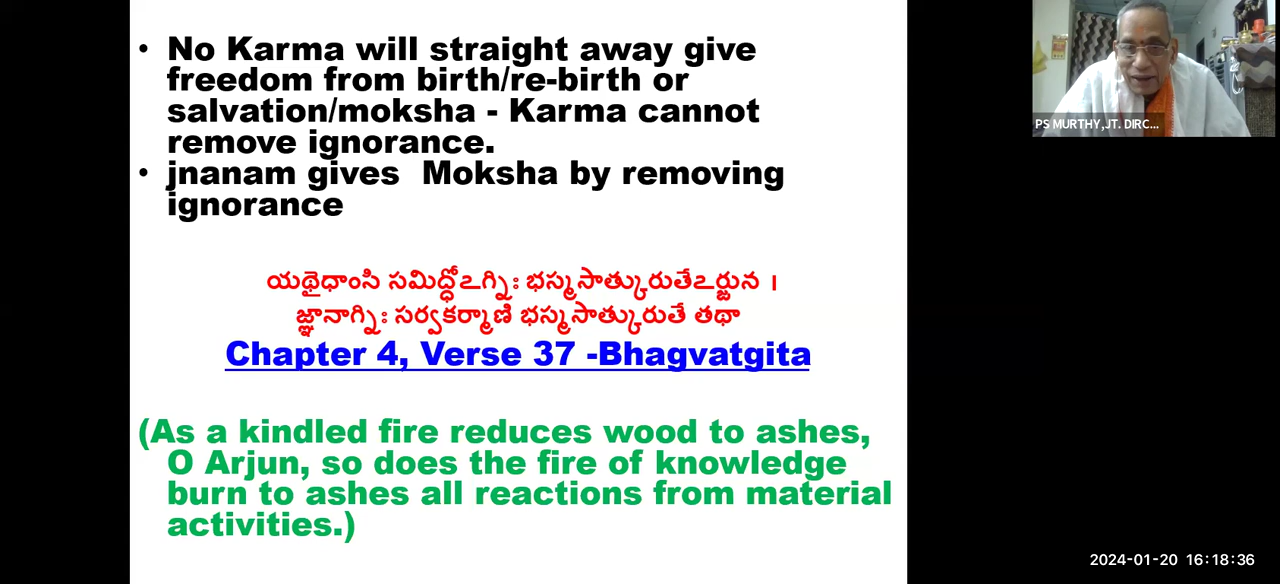 • No Karma will straight away give
freedom from birth/re-birth or
salvation/moksha - Karma cannot
remove ignorance.
• jnanam gives  Moksha by removing
ignorance
యథైధాంసి సమిద్ధోఽగ్నిః భస్మసాత్కురుతేఽర్జున ।
జ్ఞానాగ్నిః సర్వకర్మాణి భస్మసాత్కురుతే తథా
Chapter 4, Verse 37 -Bhagvatgita
(As a kindled fire reduces wood to ashes,
O Arjun, so does the fire of knowledge
burn to ashes all reactions from material
activities.)
PS MURTHY,JT. DIRC...
2024-01-20 16:18:36